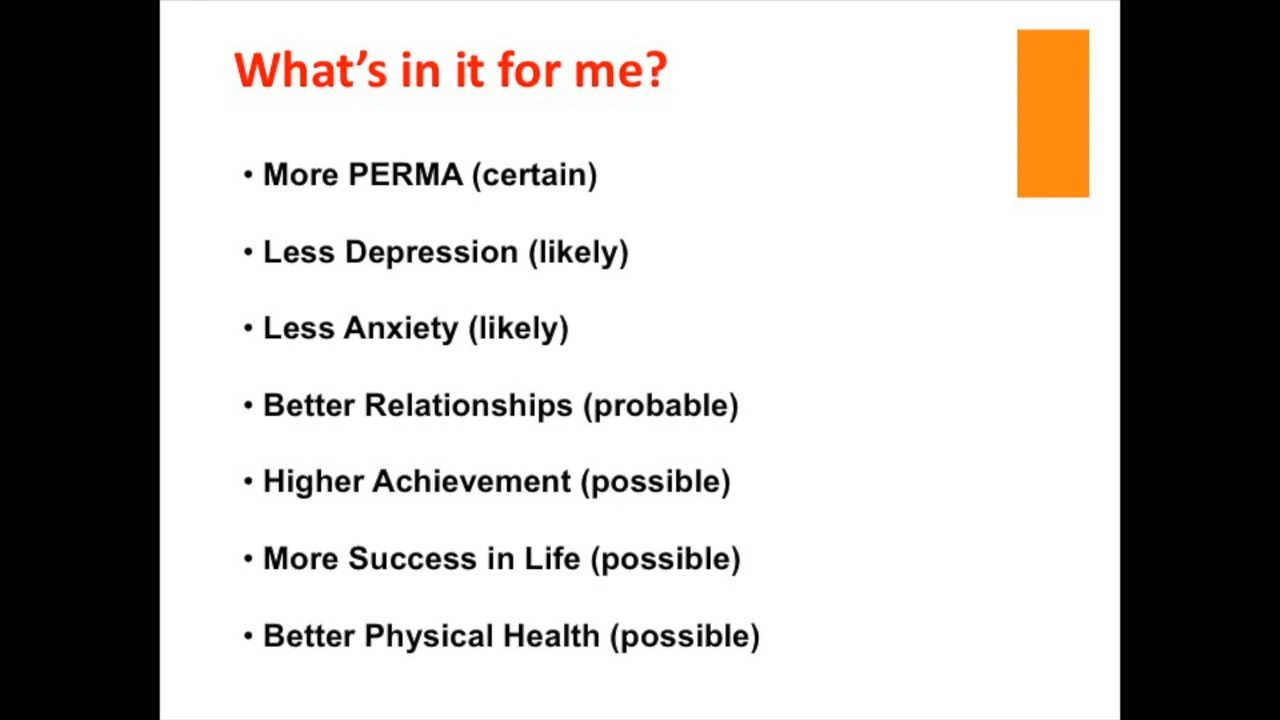 What’s in it for me?
• More PERMA (certain)
• Less Depression (likely)
• Less Anxiety (likely)
• Better Relationships (probable)
• Higher Achievement (possible)
• More Success in Life (possible)
• Better Physical Health (possible)